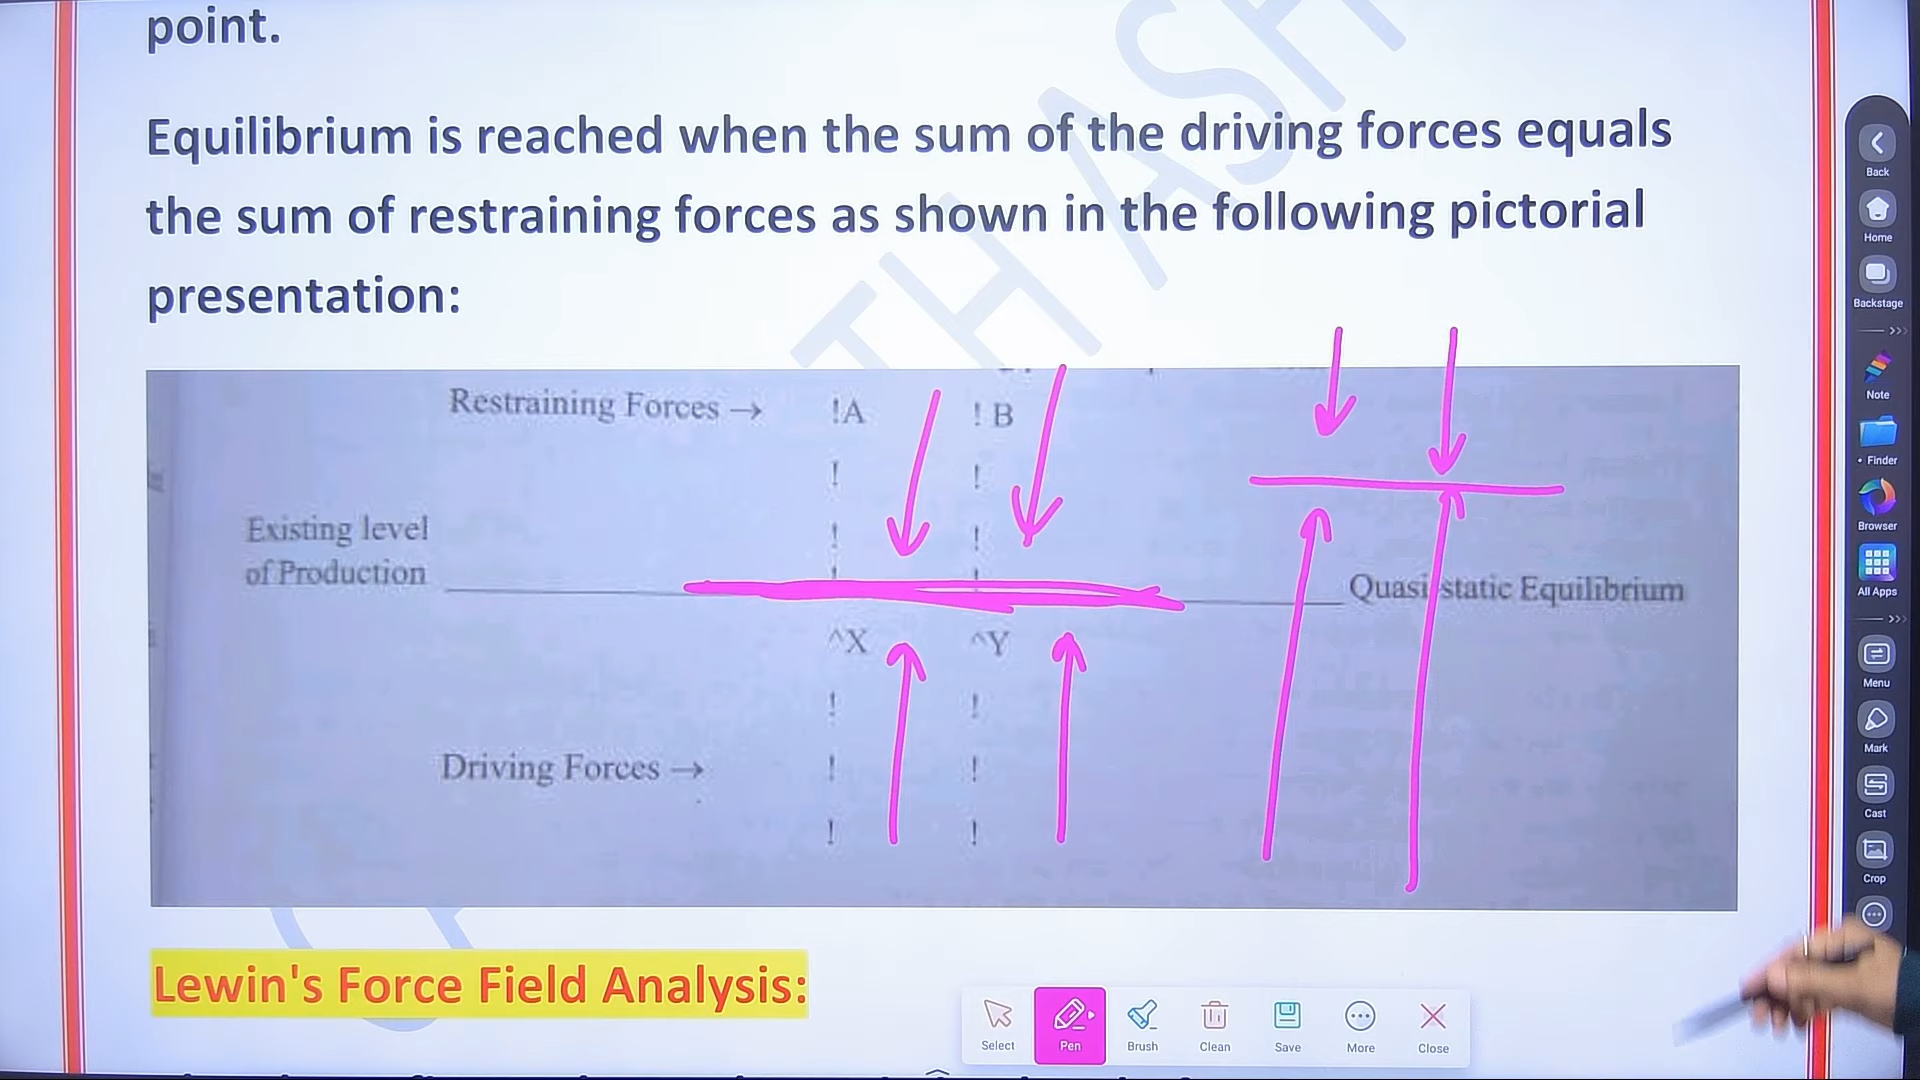 point.
Equilibrium is reached when the sum of the driving forces equals
the sum of restraining forces as shown in the following pictorial
presentation:
Restraining Forces → !A ! B
! !
Existing level ! !
of Production Quasi static Equilibrium
^X ^Y
! !
Driving Forces → ! !
! !
Lewin's Force Field Analysis:
TH ASH
Back
Home
Backstage
Note
• Finder
Browser
All Apps
Menu
Mark
Cast
Crop
Select Pen Brush Clean Save More Close